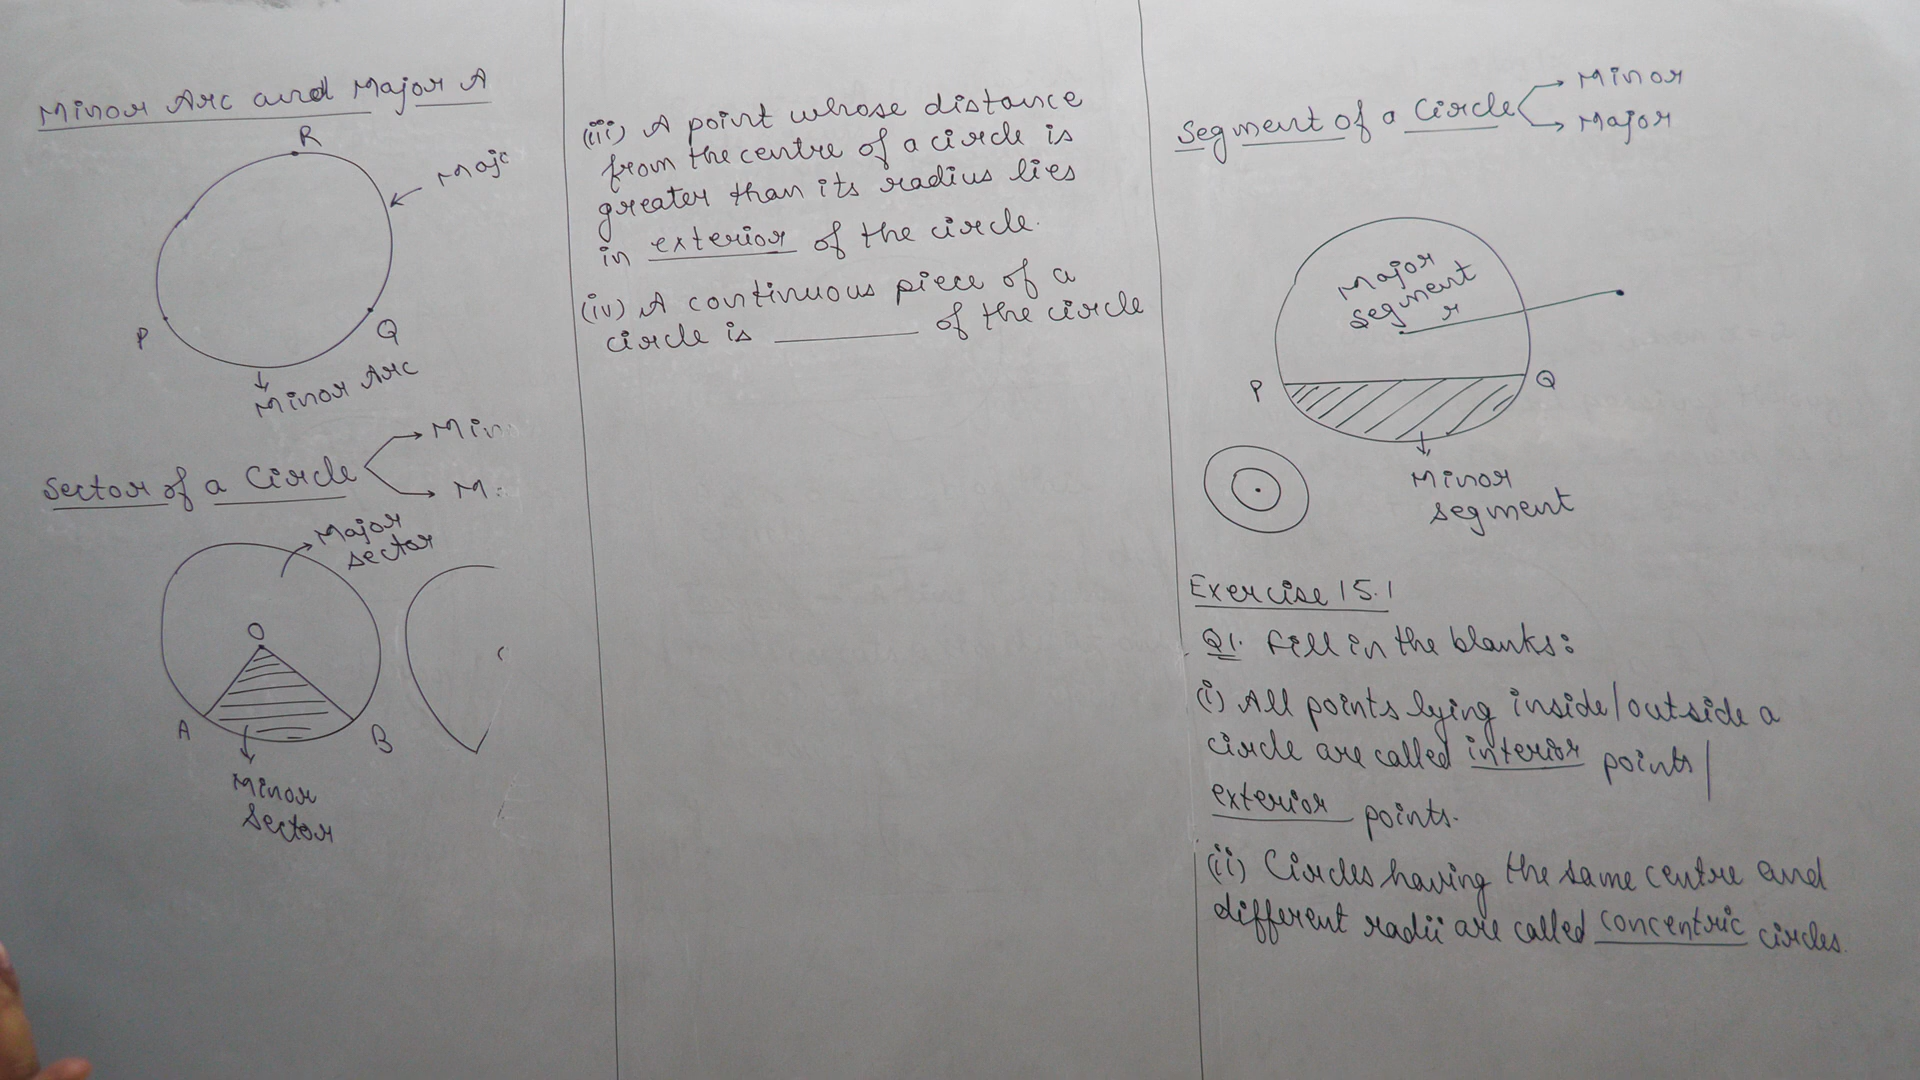 Minor Arc and Major A
R
Majc
P
Q
Minor Arc
Sector of a Circle
Min
M
Major
sector
O
A
B
Minor
Sector
(iii) A point whose distance
from the centre of a circle is
greater than its radius lies
in exterior of the circle.
(iv) A continuous piece of a
circle is ________ of the circle
Segment of a Circle
Minor
Major
Major
segment
r
P
Q
Minor
segment
Exercise 15.1
Q1. Fill in the blanks:
(i) All points lying inside/outside a
circle are called interior points/
exterior points.
(ii) Circles having the same centre and
different radii are called concentric circles.